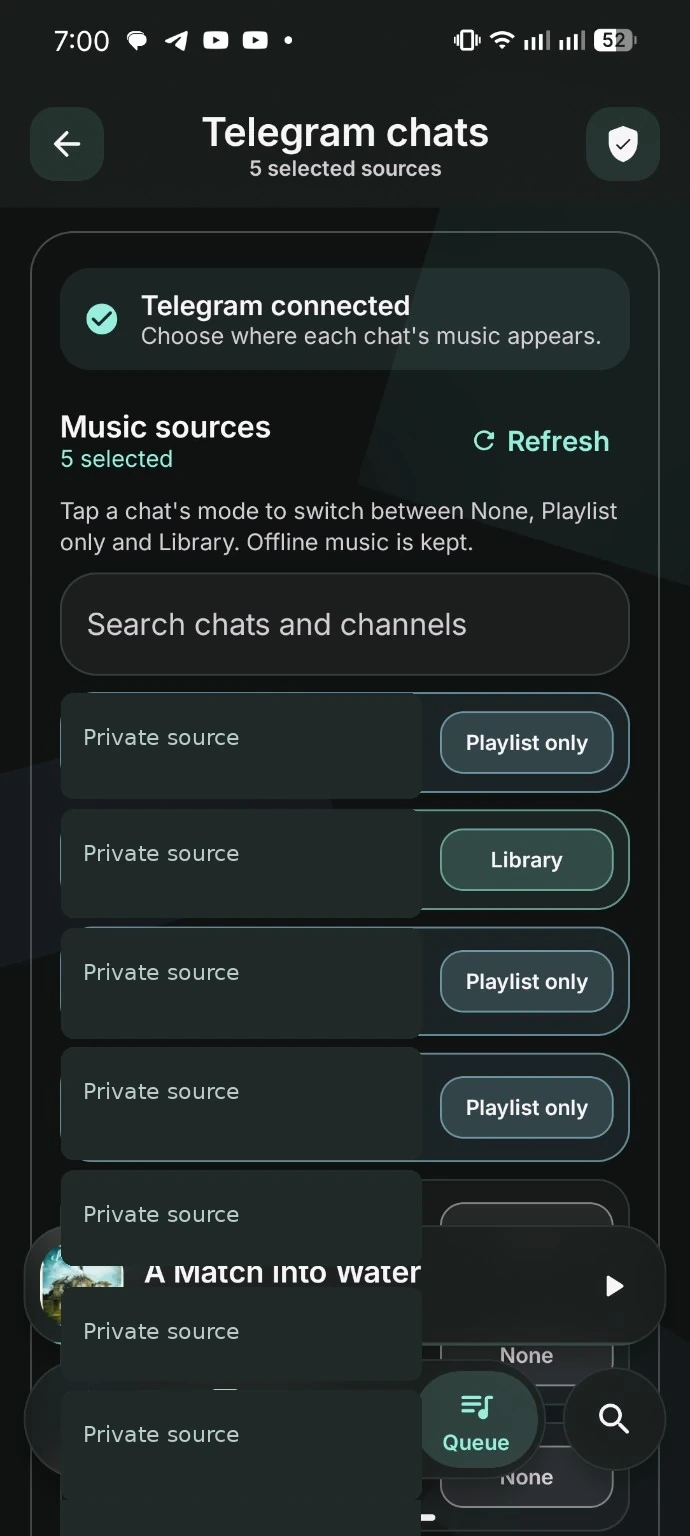 7:00
52
Telegram chats
5 selected sources
Telegram connected
Choose where each chat's music appears.
Music sources
5 selected
Refresh
Tap a chat's mode to switch between None, Playlist
only and Library. Offline music is kept.
Search chats and channels
Private source
Playlist only
Private source
Library
Private source
Playlist only
Private source
Playlist only
Private source
A Match Into Water
Private source
None
Private source
Queue
None